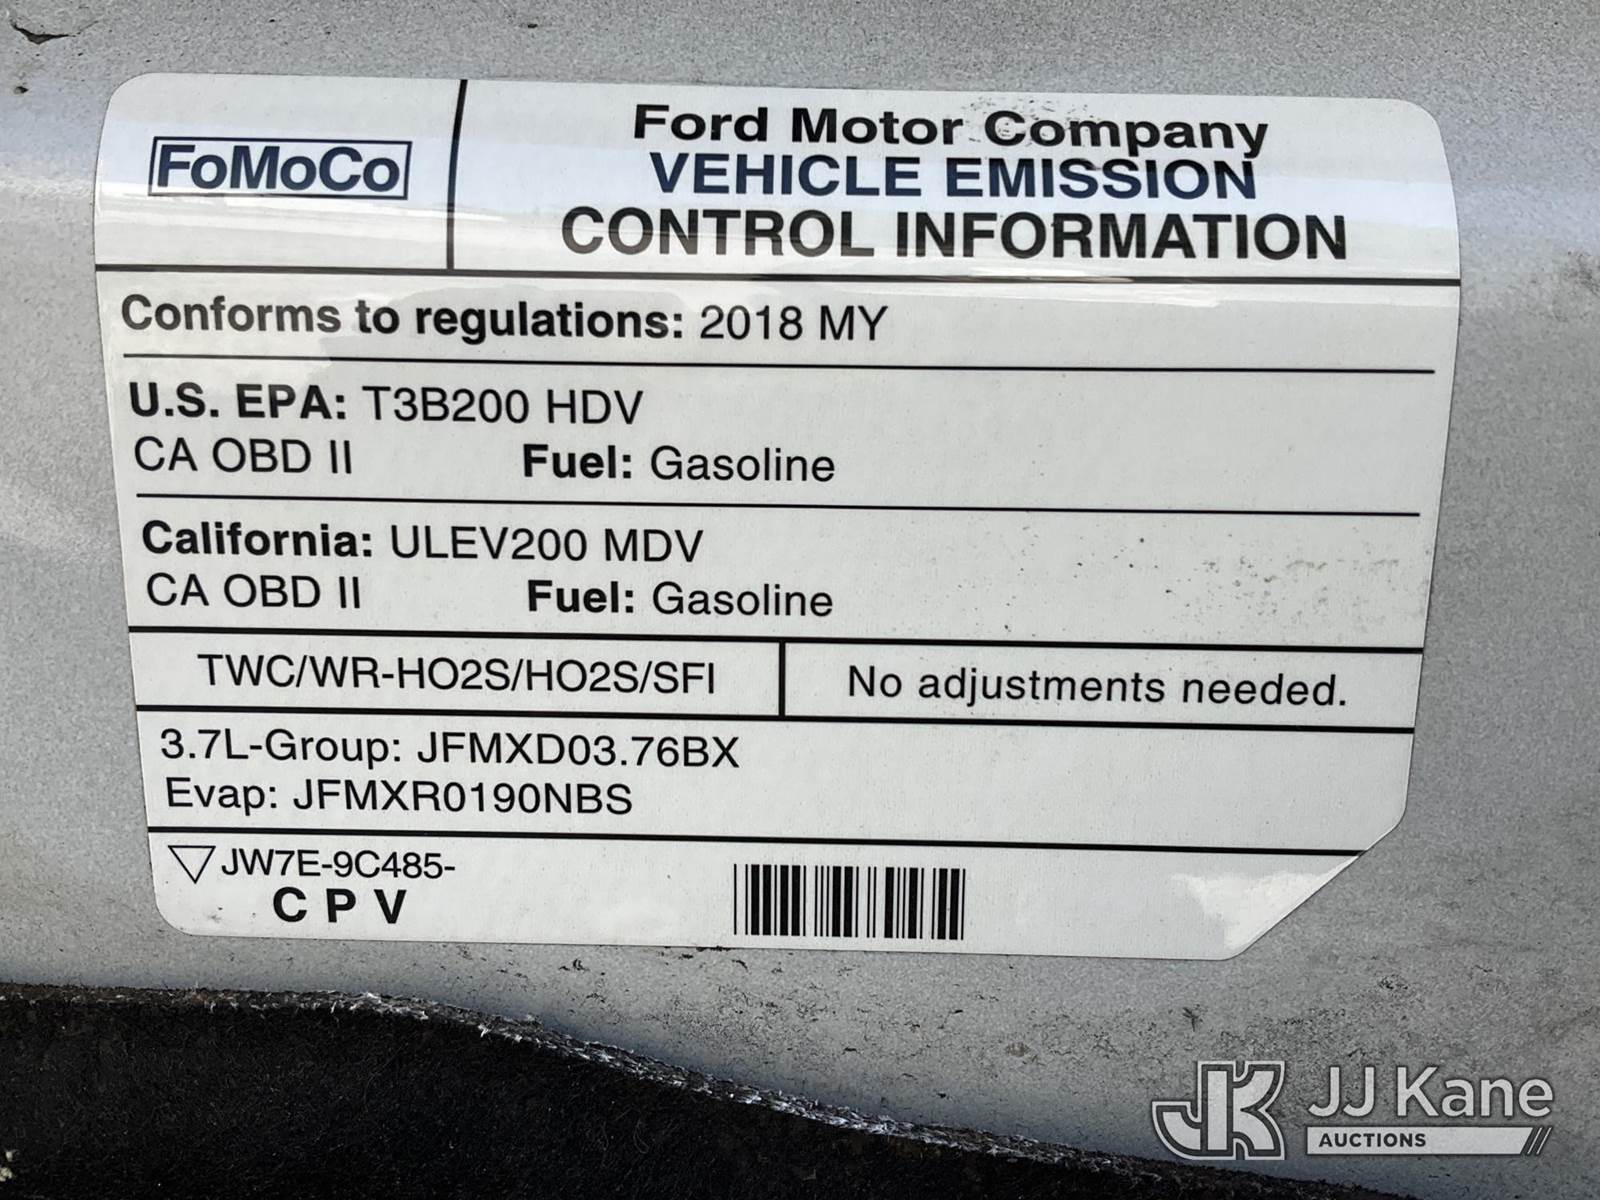 FoMoCo
Ford Motor Company
VEHICLE EMISSION
CONTROL INFORMATION
Conforms to regulations: 2018 MY
U.S. EPA: T3B200 HDV
CA OBD II Fuel: Gasoline
California: ULEV200 MDV
CA OBD II Fuel: Gasoline
TWC/WR-HO2S/HO2S/SFI No adjustments needed.
3.7L-Group: JFMXD03.76BX
Evap: JFMXR0190NBS
JW7E-9C485-
C P V
JK JJ Kane
AUCTIONS